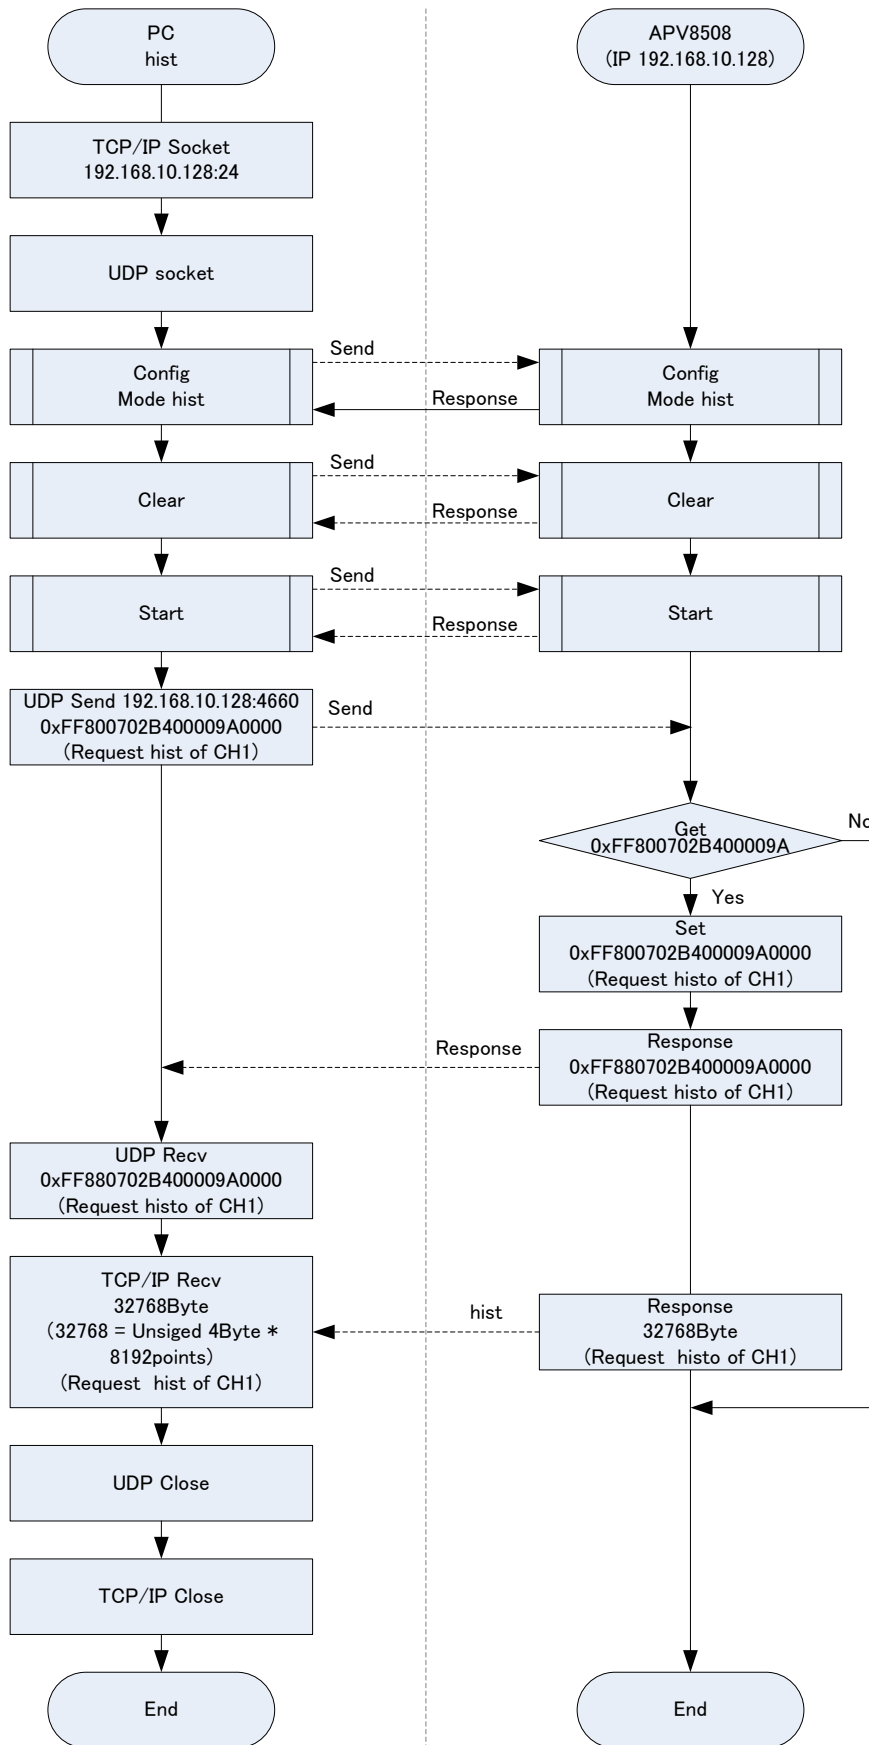 PC
hist
APV8508
(IP 192.168.10.128)
TCP/IP Socket
192.168.10.128:24
UDP socket
Config
Mode hist
Send
Response
Config
Mode hist
Clear
Send
Response
Clear
Start
Send
Response
Start
UDP Send 192.168.10.128:4660
0xFF800702B400009A0000
(Request hist of CH1)
Send
Get
0xFF800702B400009A
No
Yes
Set
0xFF800702B400009A0000
(Request histo of CH1)
Response
0xFF880702B400009A0000
(Request histo of CH1)
Response
UDP Recv
0xFF880702B400009A0000
(Request histo of CH1)
TCP/IP Recv
32768Byte
(32768 = Unsiged 4Byte *
8192points)
(Request  hist of CH1)
hist
Response
32768Byte
(Request  histo of CH1)
UDP Close
TCP/IP Close
End
End